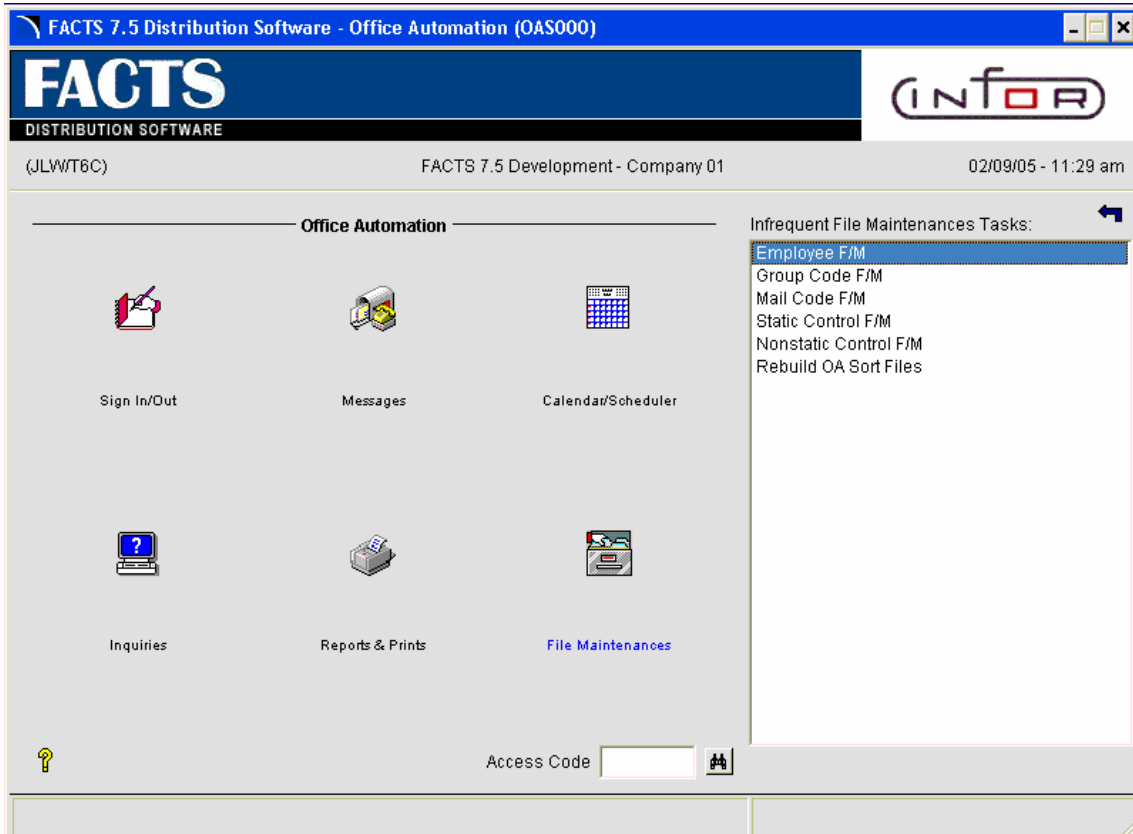 FACTS 7.5 Distribution Software - Office Automation (OAS000)
FACTS
DISTRIBUTION SOFTWARE
infor
(JLW/T6C)
FACTS 7.5 Development - Company 01
02/09/05 - 11:29 am
Office Automation
Infrequent File Maintenances Tasks:
Employee F/M
Group Code F/M
Mail Code F/M
Static Control F/M
Nonstatic Control F/M
Rebuild OA Sort Files
Sign In/Out
Messages
Calendar/Scheduler
?
Inquiries
Reports & Prints
File Maintenances
?
Access Code